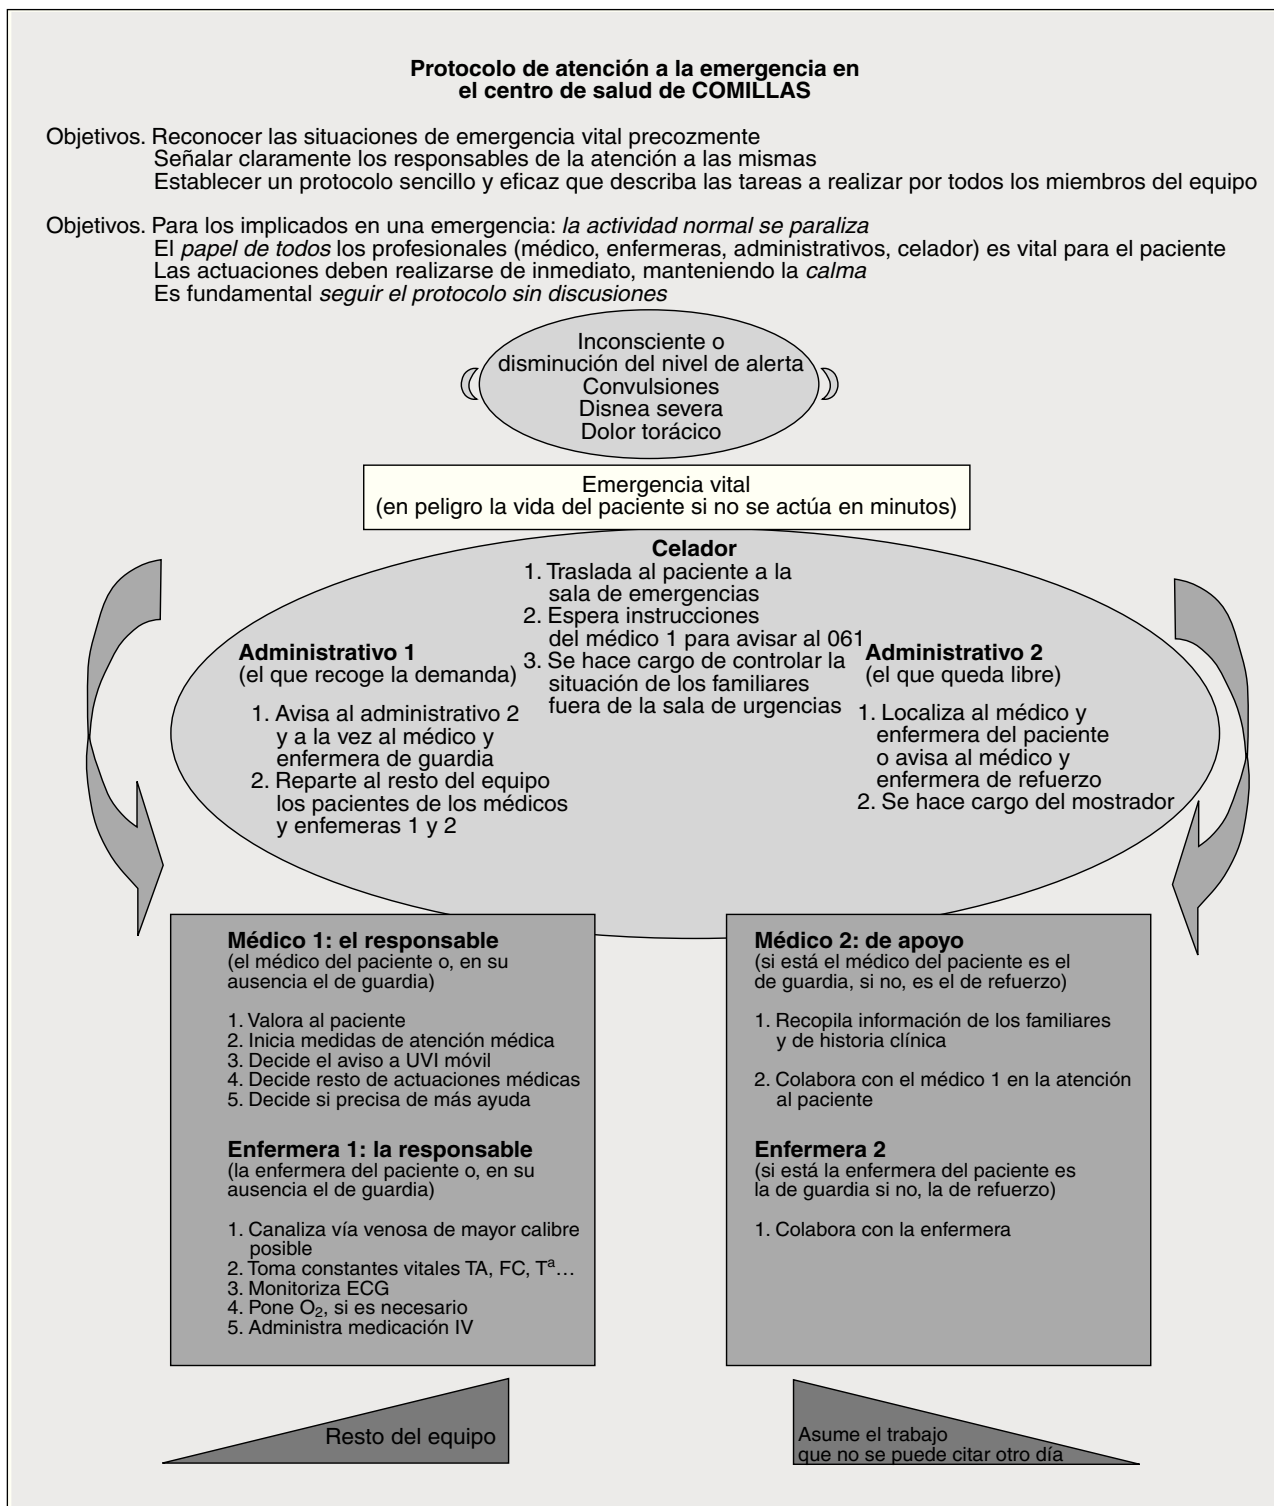 Protocolo de atención a la emergencia en
el centro de salud de COMILLAS
Objetivos. Reconocer las situaciones de emergencia vital precozmente
Señalar claramente los responsables de la atención a las mismas
Establecer un protocolo sencillo y eficaz que describa las tareas a realizar por todos los miembros del equipo
Objetivos. Para los implicados en una emergencia: la actividad normal se paraliza
El papel de todos los profesionales (médico, enfermeras, administrativos, celador) es vital para el paciente
Las actuaciones deben realizarse de inmediato, manteniendo la calma
Es fundamental seguir el protocolo sin discusiones
Inconsciente o
disminución del nivel de alerta
Convulsiones
Disnea severa
Dolor torácico
Emergencia vital
(en peligro la vida del paciente si no se actúa en minutos)
Celador
1. Traslada al paciente a la
sala de emergencias
2. Espera instrucciones
del médico 1 para avisar al 061
3. Se hace cargo de controlar la
situación de los familiares
fuera de la sala de urgencias
Administrativo 1
(el que recoge la demanda)
1. Avisa al administrativo 2
y a la vez al médico y
enfermera de guardia
2. Reparte al resto del equipo
los pacientes de los médicos
y enfemeras 1 y 2
Administrativo 2
(el que queda libre)
1. Localiza al médico y
enfermera del paciente
o avisa al médico y
enfermera de refuerzo
2. Se hace cargo del mostrador
Médico 1: el responsable
(el médico del paciente o, en su
ausencia el de guardia)
1. Valora al paciente
2. Inicia medidas de atención médica
3. Decide el aviso a UVI móvil
4. Decide resto de actuaciones médicas
5. Decide si precisa de más ayuda
Enfermera 1: la responsable
(la enfermera del paciente o, en su
ausencia el de guardia)
1. Canaliza vía venosa de mayor calibre
posible
2. Toma constantes vitales TA, FC, Tª…
3. Monitoriza ECG
4. Pone O₂, si es necesario
5. Administra medicación IV
Médico 2: de apoyo
(si está el médico del paciente es el
de guardia, si no, es el de refuerzo)
1. Recopila información de los familiares
y de historia clínica
2. Colabora con el médico 1 en la atención
al paciente
Enfermera 2
(si está la enfermera del paciente es
la de guardia si no, la de refuerzo)
1. Colabora con la enfermera
Resto del equipo
Asume el trabajo
que no se puede citar otro día